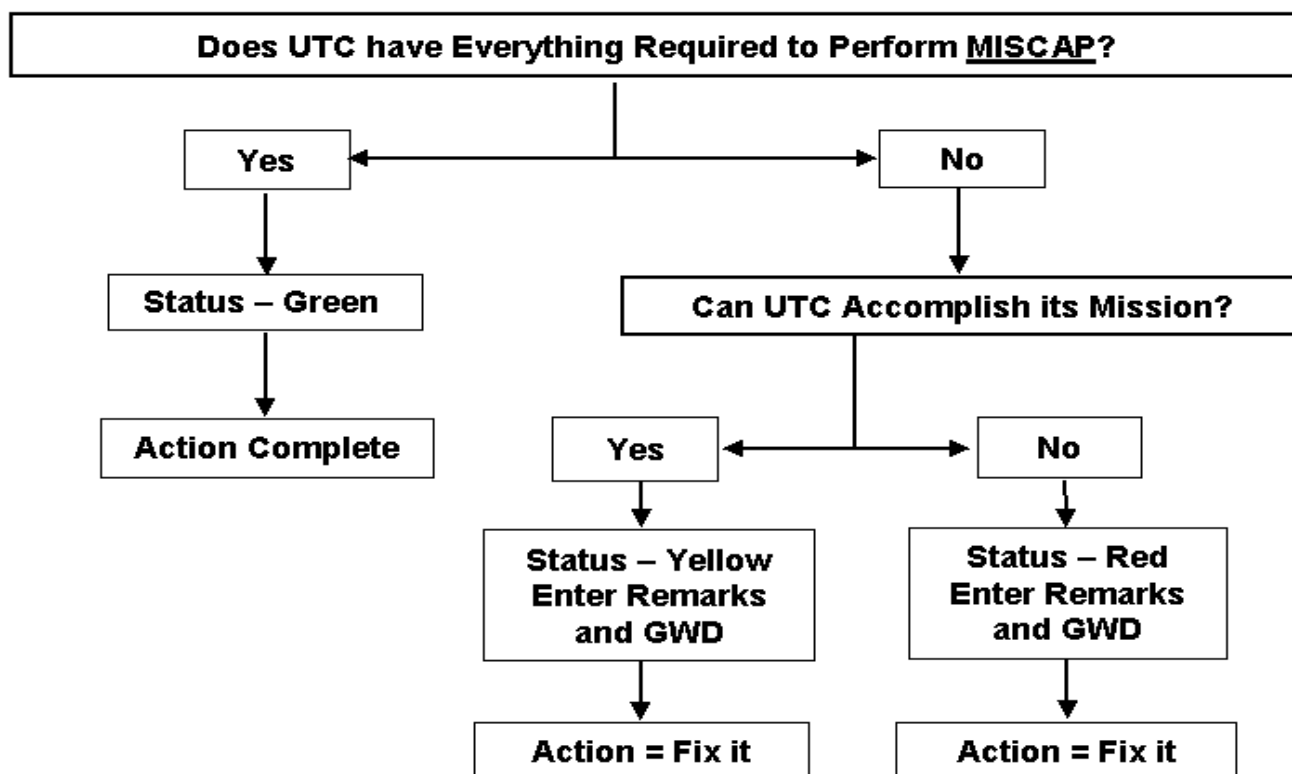 Does UTC have Everything Required to Perform MISCAP?
Yes
No
Status – Green
Can UTC Accomplish its Mission?
Action Complete
Yes
No
Status – Yellow
Enter Remarks
and GWD
Status – Red
Enter Remarks
and GWD
Action = Fix it
Action = Fix it